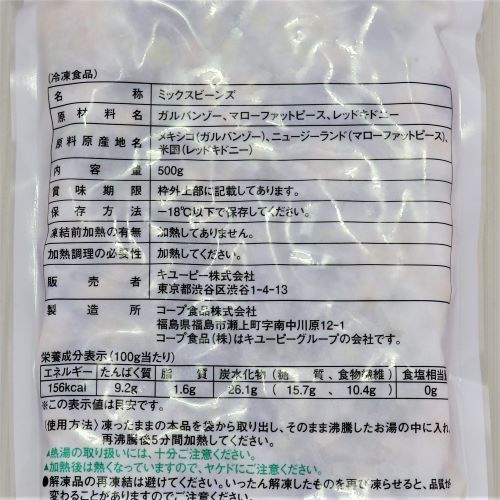 (冷凍食品)
名称 ミックスビーンズ
原材料名 ガルバンゾー、マローファットピース、レッドキドニー
原料原産地名 メキシコ(ガルバンゾー)、ニュージーランド(マローファットピース)、
米国(レッドキドニー)
内容量 500g
賞味期限 枠外上部に記載してあります。
保存方法 −18℃以下で保存してください。
凍結前加熱の有無 加熱してありません。
加熱調理の必要性 加熱してください。
販売者 キユーピー株式会社
東京都渋谷区渋谷1-4-13
製造所 コープ食品株式会社
福島県福島市瀬上町字南中川原12-1
コープ食品(株)はキユーピーグループの会社です。
栄養成分表示(100g当たり)
エネルギー たんぱく質 脂質 炭水化物(糖質、食物繊維) 食塩相当
156kcal 9.2g 1.6g 26.1g( 15.7g、 10.4g) 0g
※この表示値は目安です。
〈使用方法〉凍ったままの本品を袋から取り出し、そのまま沸騰したお湯の中に入れ、
再沸騰後5分間加熱してください。
▲熱湯の取り扱いには、十分ご注意ください。
▲加熱後は熱くなっていますので、ヤケドにご注意ください。
●解凍品の再凍結は避けてください。いったん解凍したものを再び凍らせると、品質が
変わることがありますのでご注意ください。